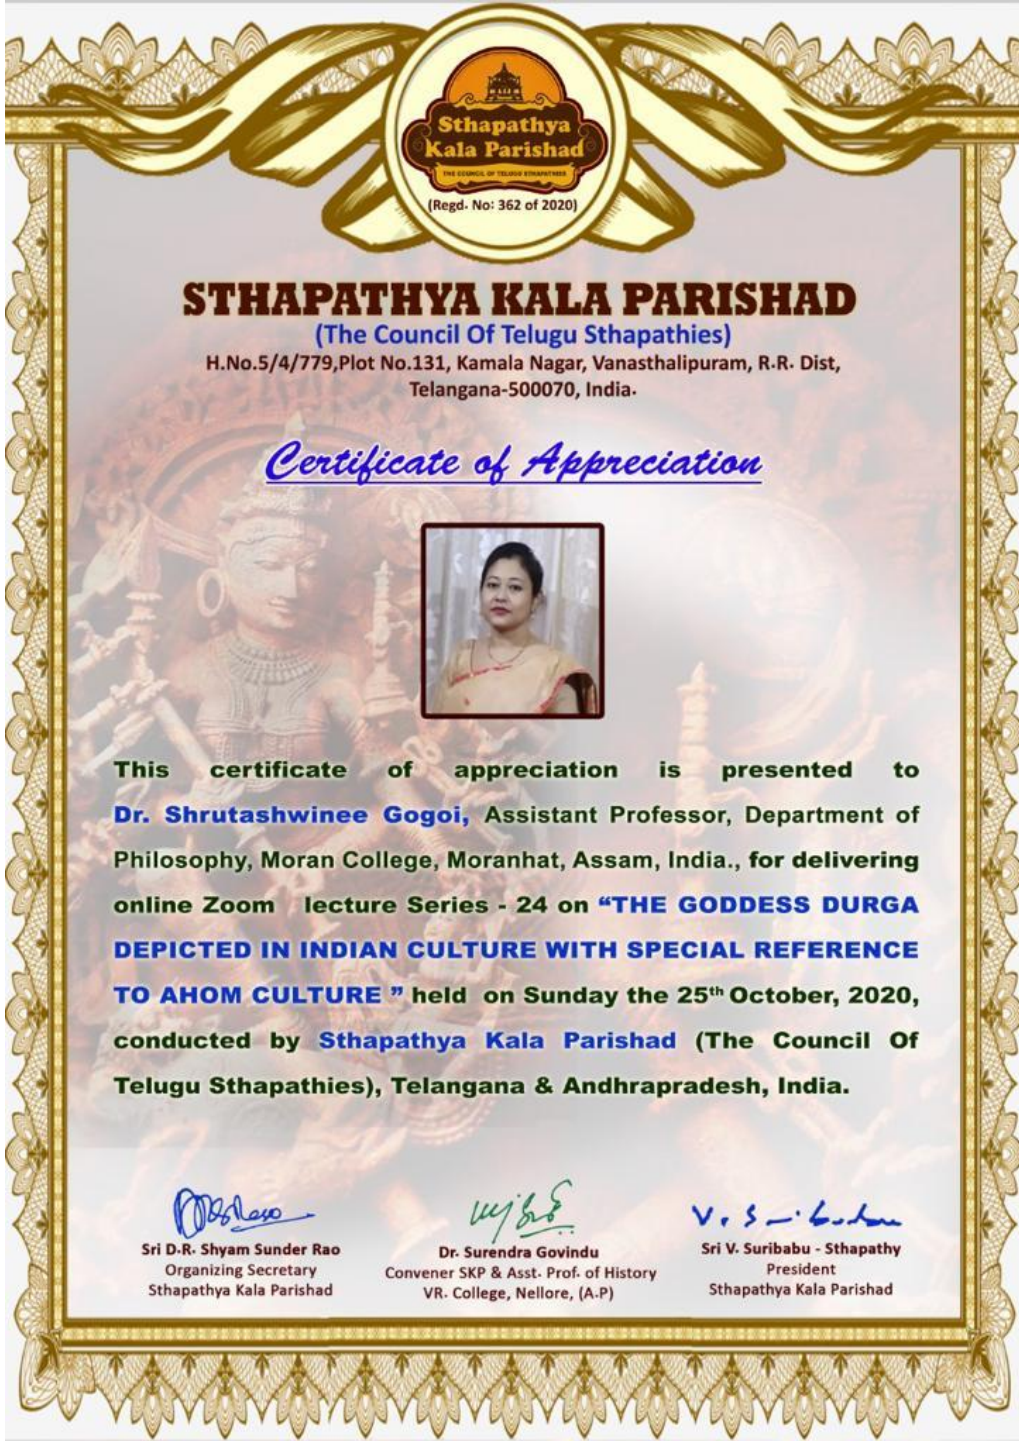 Sthapathya
Kala Parishad
THE COUNCIL OF TELUGU STHAPATHIES
(Regd. No: 362 of 2020)
STHAPATHYA KALA PARISHAD
(The Council Of Telugu Sthapathies)
H.No.5/4/779,Plot No.131, Kamala Nagar, Vanasthalipuram, R.R. Dist,
Telangana-500070, India.
Certificate of Appreciation
This certificate of appreciation is presented to
Dr. Shrutashwinee Gogoi, Assistant Professor, Department of
Philosophy, Moran College, Moranhat, Assam, India., for delivering
online Zoom lecture Series - 24 on “THE GODDESS DURGA
DEPICTED IN INDIAN CULTURE WITH SPECIAL REFERENCE
TO AHOM CULTURE ” held on Sunday the 25th October, 2020,
conducted by Sthapathya Kala Parishad (The Council Of
Telugu Sthapathies), Telangana & Andhrapradesh, India.
Sri D.R. Shyam Sunder Rao
Organizing Secretary
Sthapathya Kala Parishad
Dr. Surendra Govindu
Convener SKP & Asst. Prof. of History
VR. College, Nellore, (A.P)
V. Suribabu
Sri V. Suribabu - Sthapathy
President
Sthapathya Kala Parishad